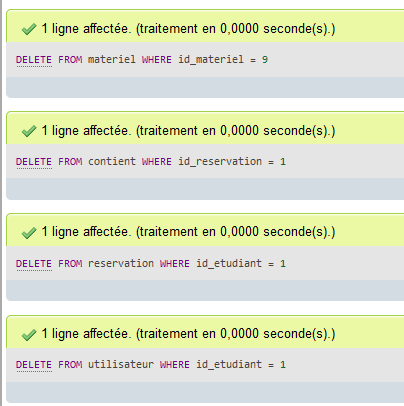 1 ligne affectée. (traitement en 0,0000 seconde(s).)
DELETE FROM materiel WHERE id_materiel = 9
1 ligne affectée. (traitement en 0,0000 seconde(s).)
DELETE FROM contient WHERE id_reservation = 1
1 ligne affectée. (traitement en 0,0000 seconde(s).)
DELETE FROM reservation WHERE id_etudiant = 1
1 ligne affectée. (traitement en 0,0000 seconde(s).)
DELETE FROM utilisateur WHERE id_etudiant = 1